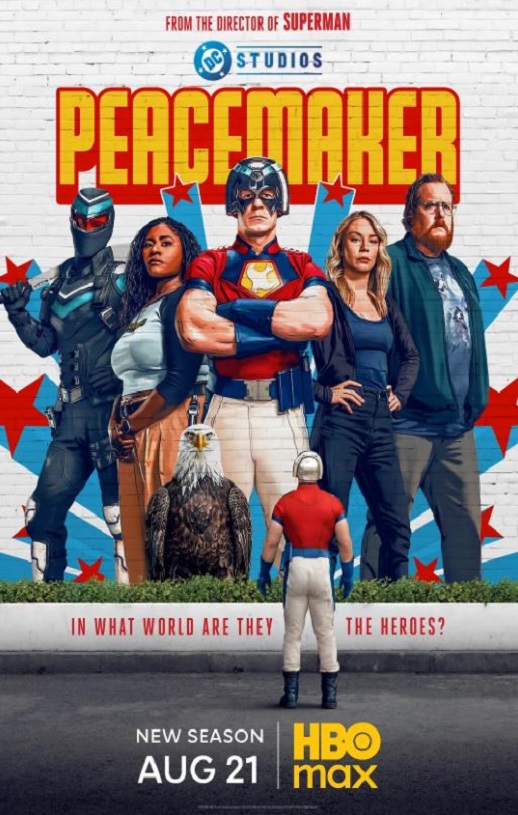 FROM THE DIRECTOR OF SUPERMAN
DC STUDIOS
PEACEMAKER
IN WHAT WORLD ARE THEY THE HEROES?
NEW SEASON
AUG 21
HBO
max